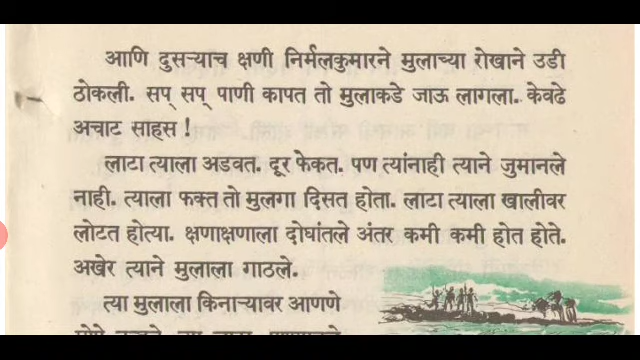 आणि दुसऱ्याच क्षणी निर्मलकुमारने मुलाच्या रोखाने उडी
ठोकली. सप् सप् पाणी कापत तो मुलाकडे जाऊ लागला. केवढे
अचाट साहस !
लाटा त्याला अडवत. दूर फेकत. पण त्यांनाही त्याने जुमानले
नाही. त्याला फक्त तो मुलगा दिसत होता. लाटा त्याला खालीवर
लोटत होत्या. क्षणाक्षणाला दोघांतले अंतर कमी कमी होत होते.
अखेर त्याने मुलाला गाठले.
त्या मुलाला किनाऱ्यावर आणणे